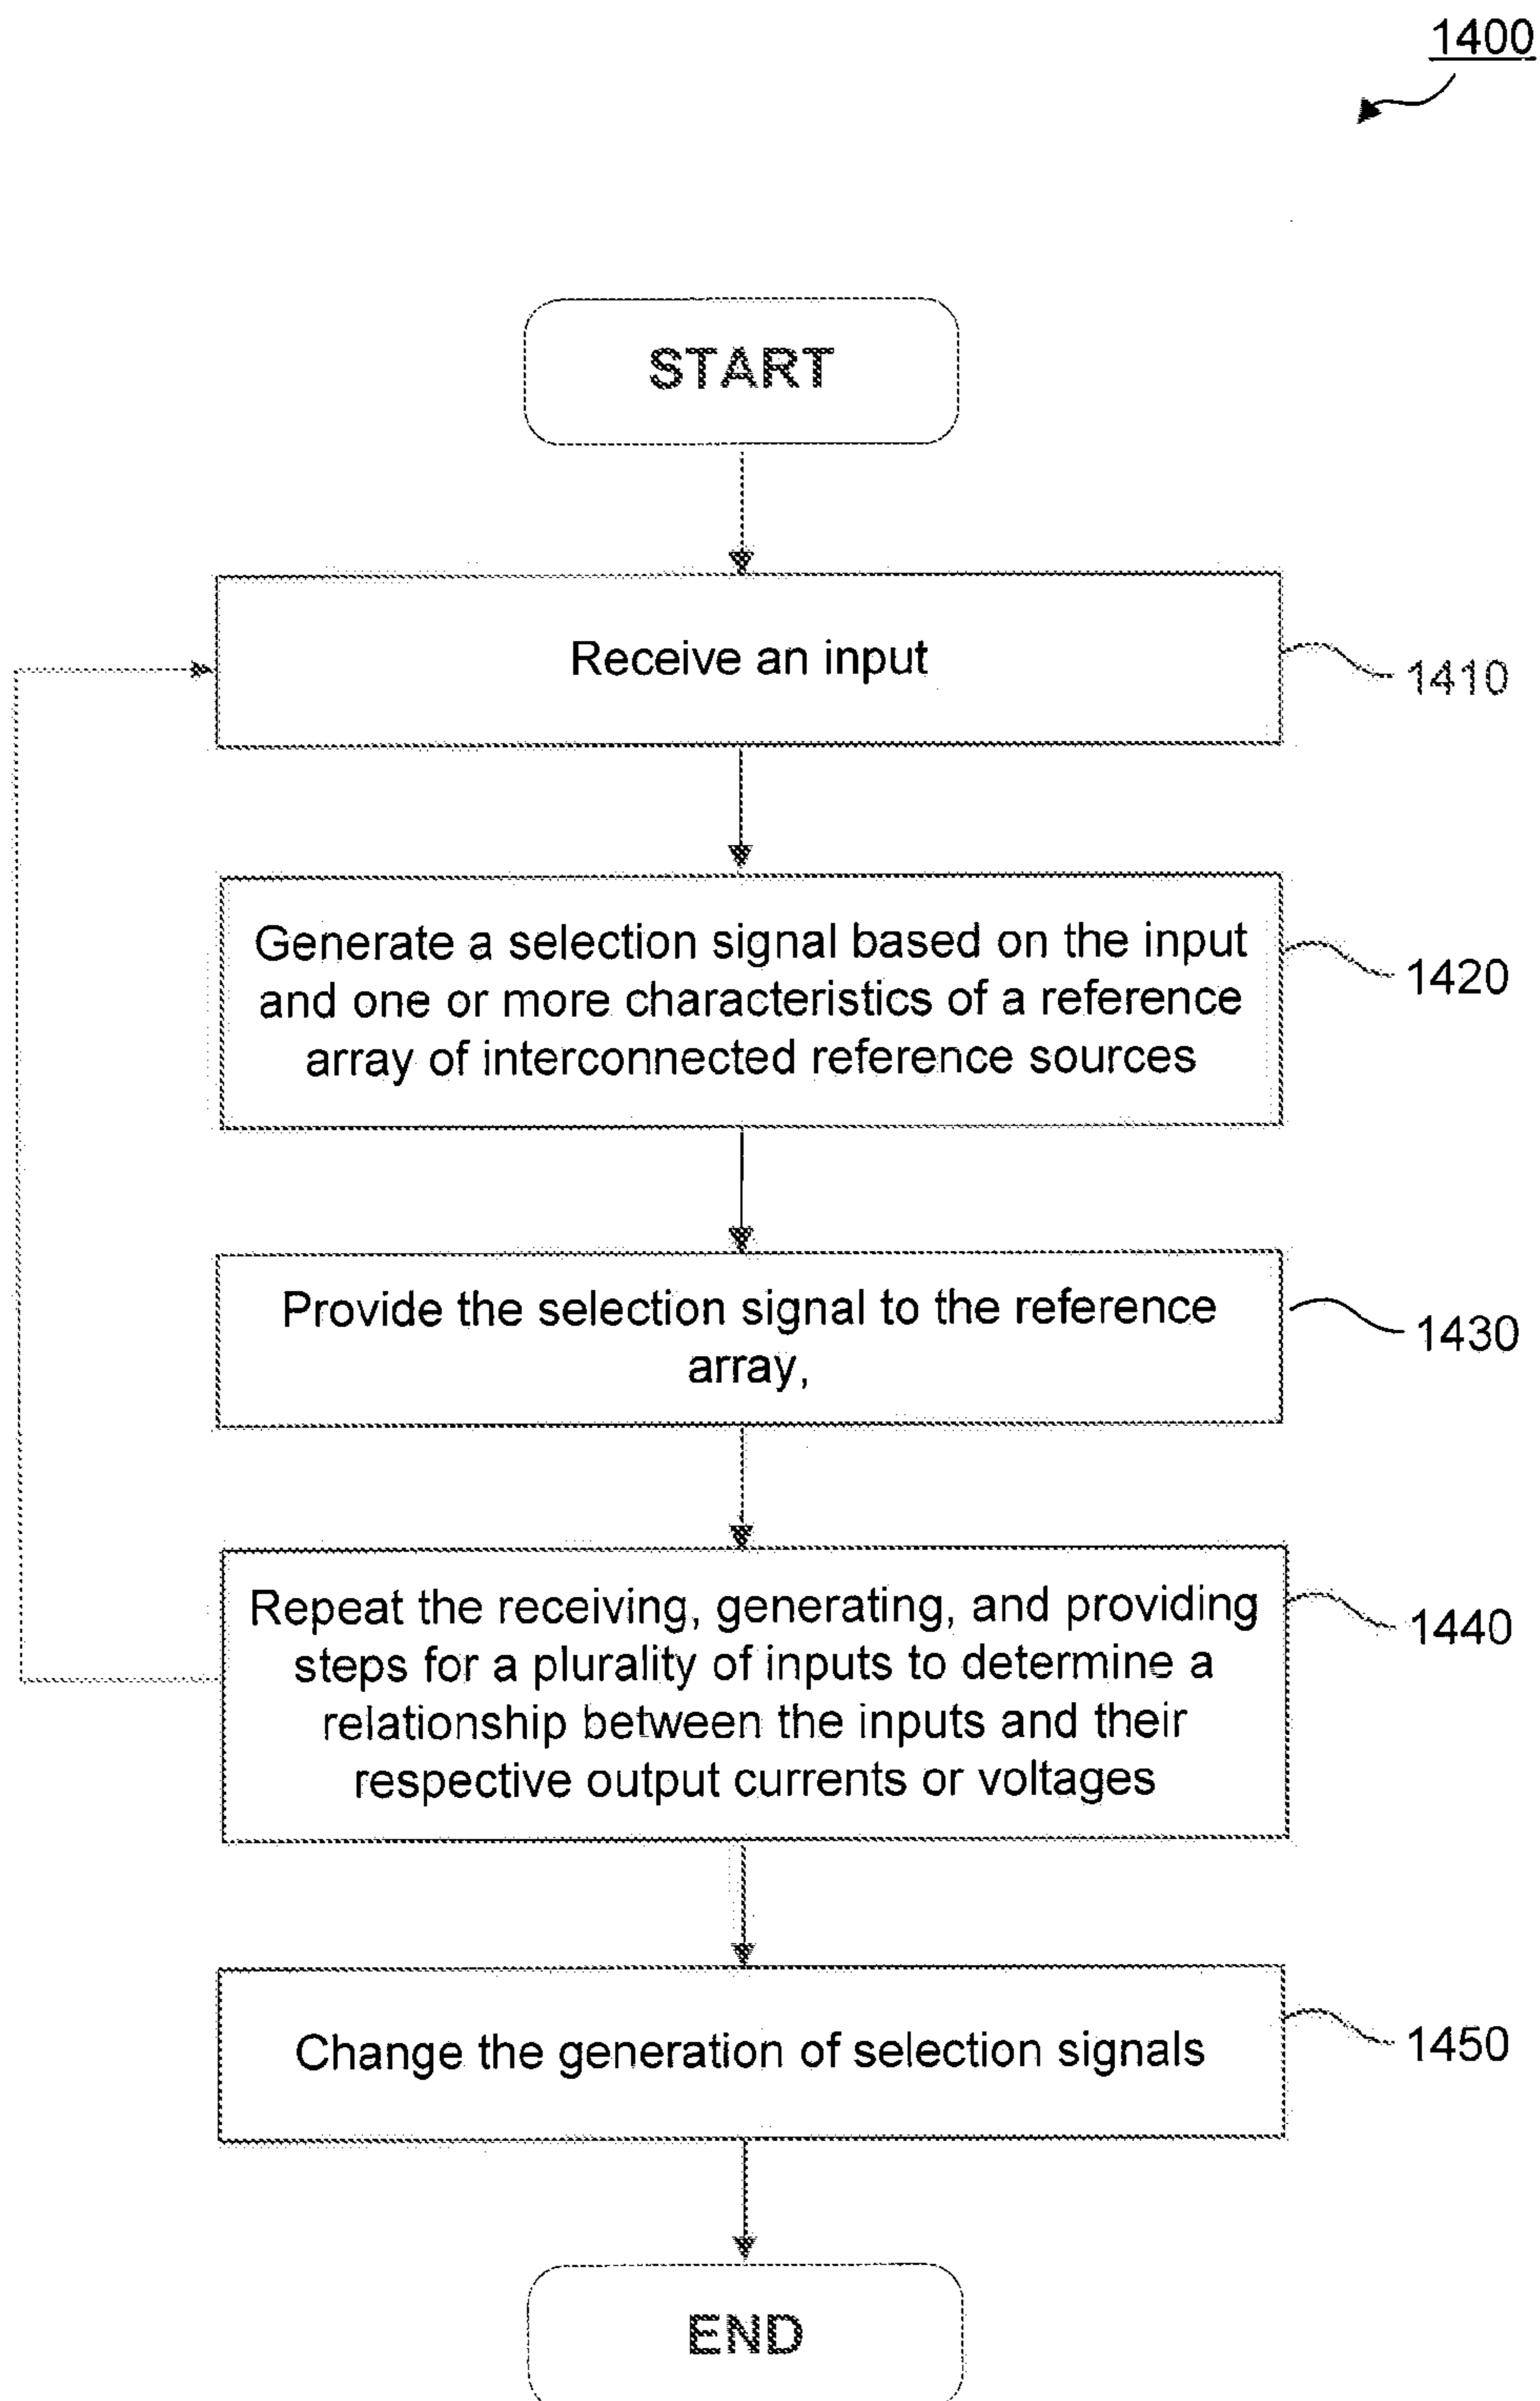 1400
START
Receive an input
1410
Generate a selection signal based on the input
and one or more characteristics of a reference
array of interconnected reference sources
1420
Provide the selection signal to the reference
array,
1430
Repeat the receiving, generating, and providing
steps for a plurality of inputs to determine a
relationship between the inputs and their
respective output currents or voltages
1440
Change the generation of selection signals
1450
END